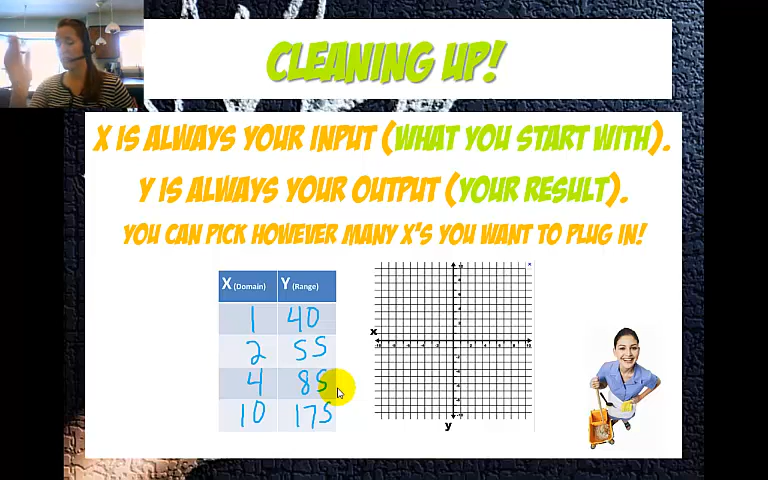 CLEANING UP!
X IS ALWAYS YOUR INPUT (WHAT YOU START WITH).
Y IS ALWAYS YOUR OUTPUT (YOUR RESULT).
YOU CAN PICK HOWEVER MANY X'S YOU WANT TO PLUG IN!
X (Domain) Y (Range)
1 40
2 55
4 85
10 175
x
y